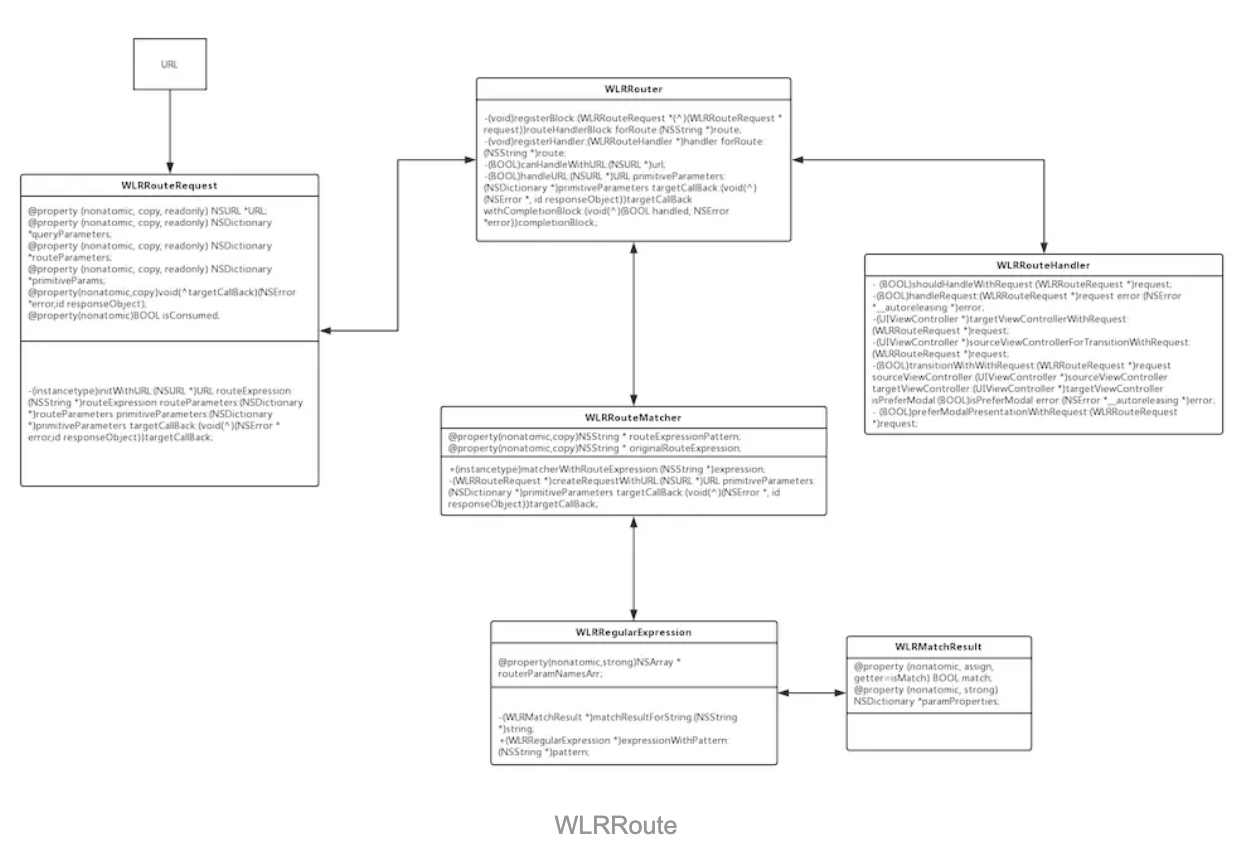 URL
WLRRouter
-(void)registerBlock:(WLRRouteRequest *(^)(WLRRouteRequest *
request))routeHandlerBlock forRoute:(NSString *)route;
-(void)registerHandler:(WLRRouteHandler *)handler forRoute:
(NSString *)route;
-(BOOL)canHandleWithURL:(NSURL *)url;
-(BOOL)handleURL:(NSURL *)URL primitiveParameters:
(NSDictionary *)primitiveParameters targetCallBack:(void(^)
(NSError *, id responseObject))targetCallBack
withCompletionBlock:(void(^)(BOOL handled, NSError
*error))completionBlock;
WLRRouteRequest
@property (nonatomic, copy, readonly) NSURL *URL;
@property (nonatomic, copy, readonly) NSDictionary
*queryParameters;
@property (nonatomic, copy, readonly) NSDictionary
*routeParameters;
@property (nonatomic, copy, readonly) NSDictionary
*primitiveParams;
@property(nonatomic,copy)void(^targetCallBack)(NSError
*error,id responseObject);
@property(nonatomic)BOOL isConsumed;
-(instancetype)initWithURL:(NSURL *)URL routeExpression:
(NSString *)routeExpression routeParameters:(NSDictionary
*)routeParameters primitiveParameters:(NSDictionary
*)primitiveParameters targetCallBack:(void(^)(NSError *
error,id responseObject))targetCallBack;
WLRRouteHandler
- (BOOL)shouldHandleWithRequest:(WLRRouteRequest *)request;
-(BOOL)handleRequest:(WLRRouteRequest *)request error:(NSError
*__autoreleasing *)error;
-(UIViewController *)targetViewControllerWithRequest:
(WLRRouteRequest *)request;
-(UIViewController *)sourceViewControllerForTransitionWithRequest:
(WLRRouteRequest *)request;
-(BOOL)transitionWithWithRequest:(WLRRouteRequest *)request
sourceViewController:(UIViewController *)sourceViewController
targetViewController:(UIViewController *)targetViewController
isPreferModal:(BOOL)isPreferModal error:(NSError *__autoreleasing *)error;
- (BOOL)preferModalPresentationWithRequest:(WLRRouteRequest
*)request;
WLRRouteMatcher
@property(nonatomic,copy)NSString * routeExpressionPattern;
@property(nonatomic,copy)NSString * originalRouteExpression;
+(instancetype)matcherWithRouteExpression:(NSString *)expression;
-(WLRRouteRequest *)createRequestWithURL:(NSURL *)URL primitiveParameters:
(NSDictionary *)primitiveParameters targetCallBack:(void(^)(NSError *, id
responseObject))targetCallBack;
WLRRegularExpression
@property(nonatomic,strong)NSArray *
routerParamNamesArr;
-(WLRMatchResult *)matchResultForString:(NSString
*)string;
+(WLRRegularExpression *)expressionWithPattern:
(NSString *)pattern;
WLRMatchResult
@property (nonatomic, assign,
getter=isMatch) BOOL match;
@property (nonatomic, strong)
NSDictionary *paramProperties;
WLRRoute